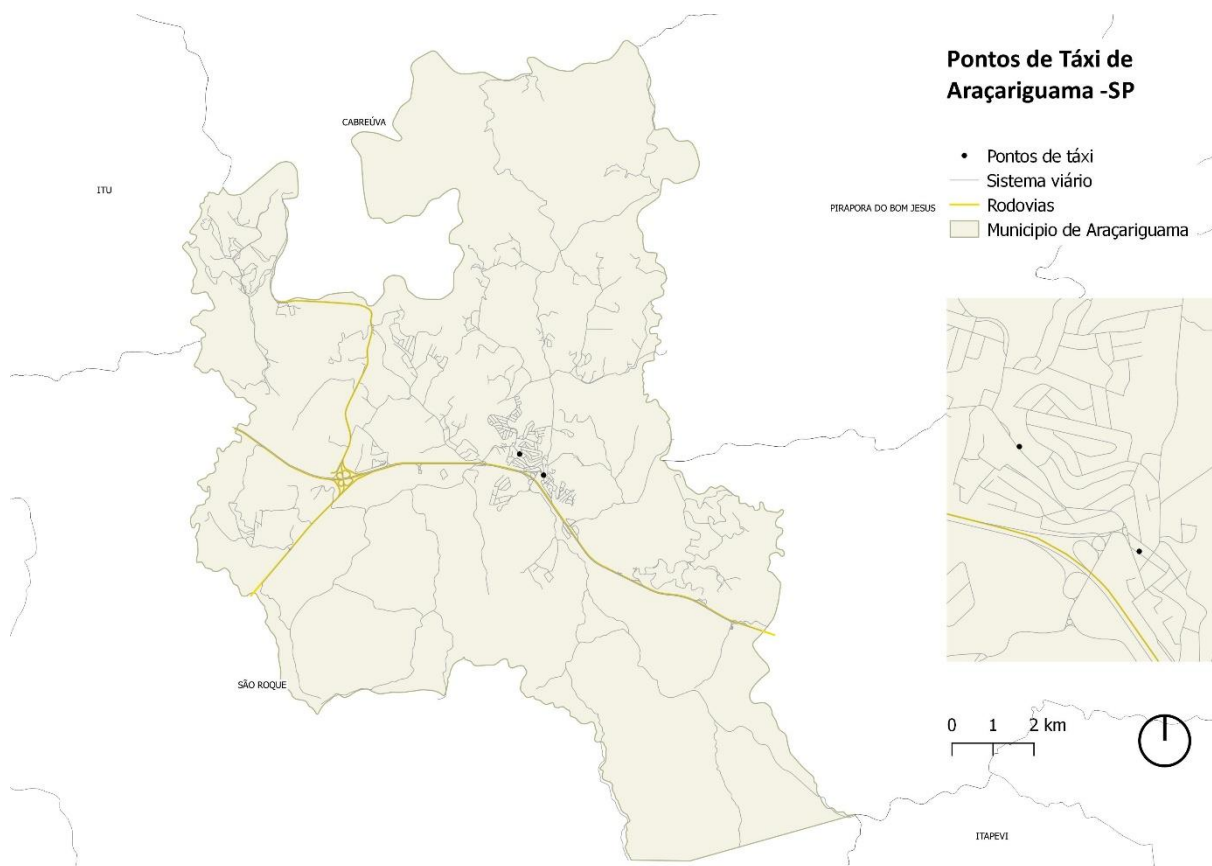 Pontos de Táxi de
Araçariguama -SP
Pontos de táxi
Sistema viário
Rodovias
Municipio de Araçariguama
CABREÚVA
ITU
PIRAPORA DO BOM JESUS
SÃO ROQUE
0 1 2 km
ITAPEVI